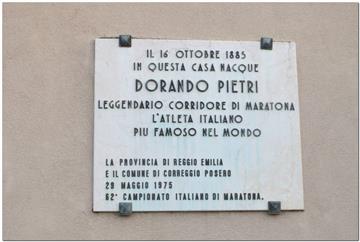 IL 16 OTTOBRE 1885
IN QUESTA CASA NACQUE
DORANDO PIETRI
LEGGENDARIO CORRIDORE DI MARATONA
L'ATLETA ITALIANO
PIU FAMOSO NEL MONDO
LA PROVINCIA DI REGGIO EMILIA
E IL COMUNE DI CORREGGIO POSERO
29 MAGGIO 1975
62° CAMPIONATO ITALIANO DI MARATONA.